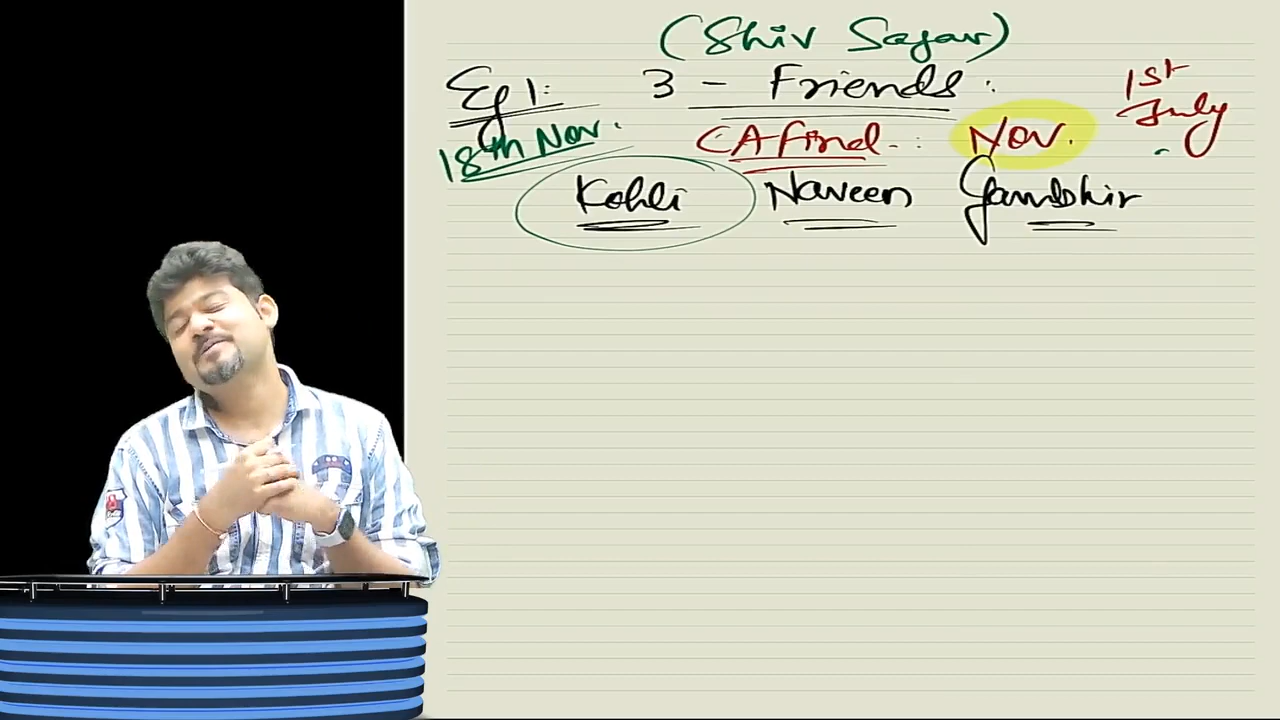 (Shiv Sagar)
Eg 1: 3 - Friends :
1st July
18th Nov. CA final : Nov.
Kohli Naveen Gambhir